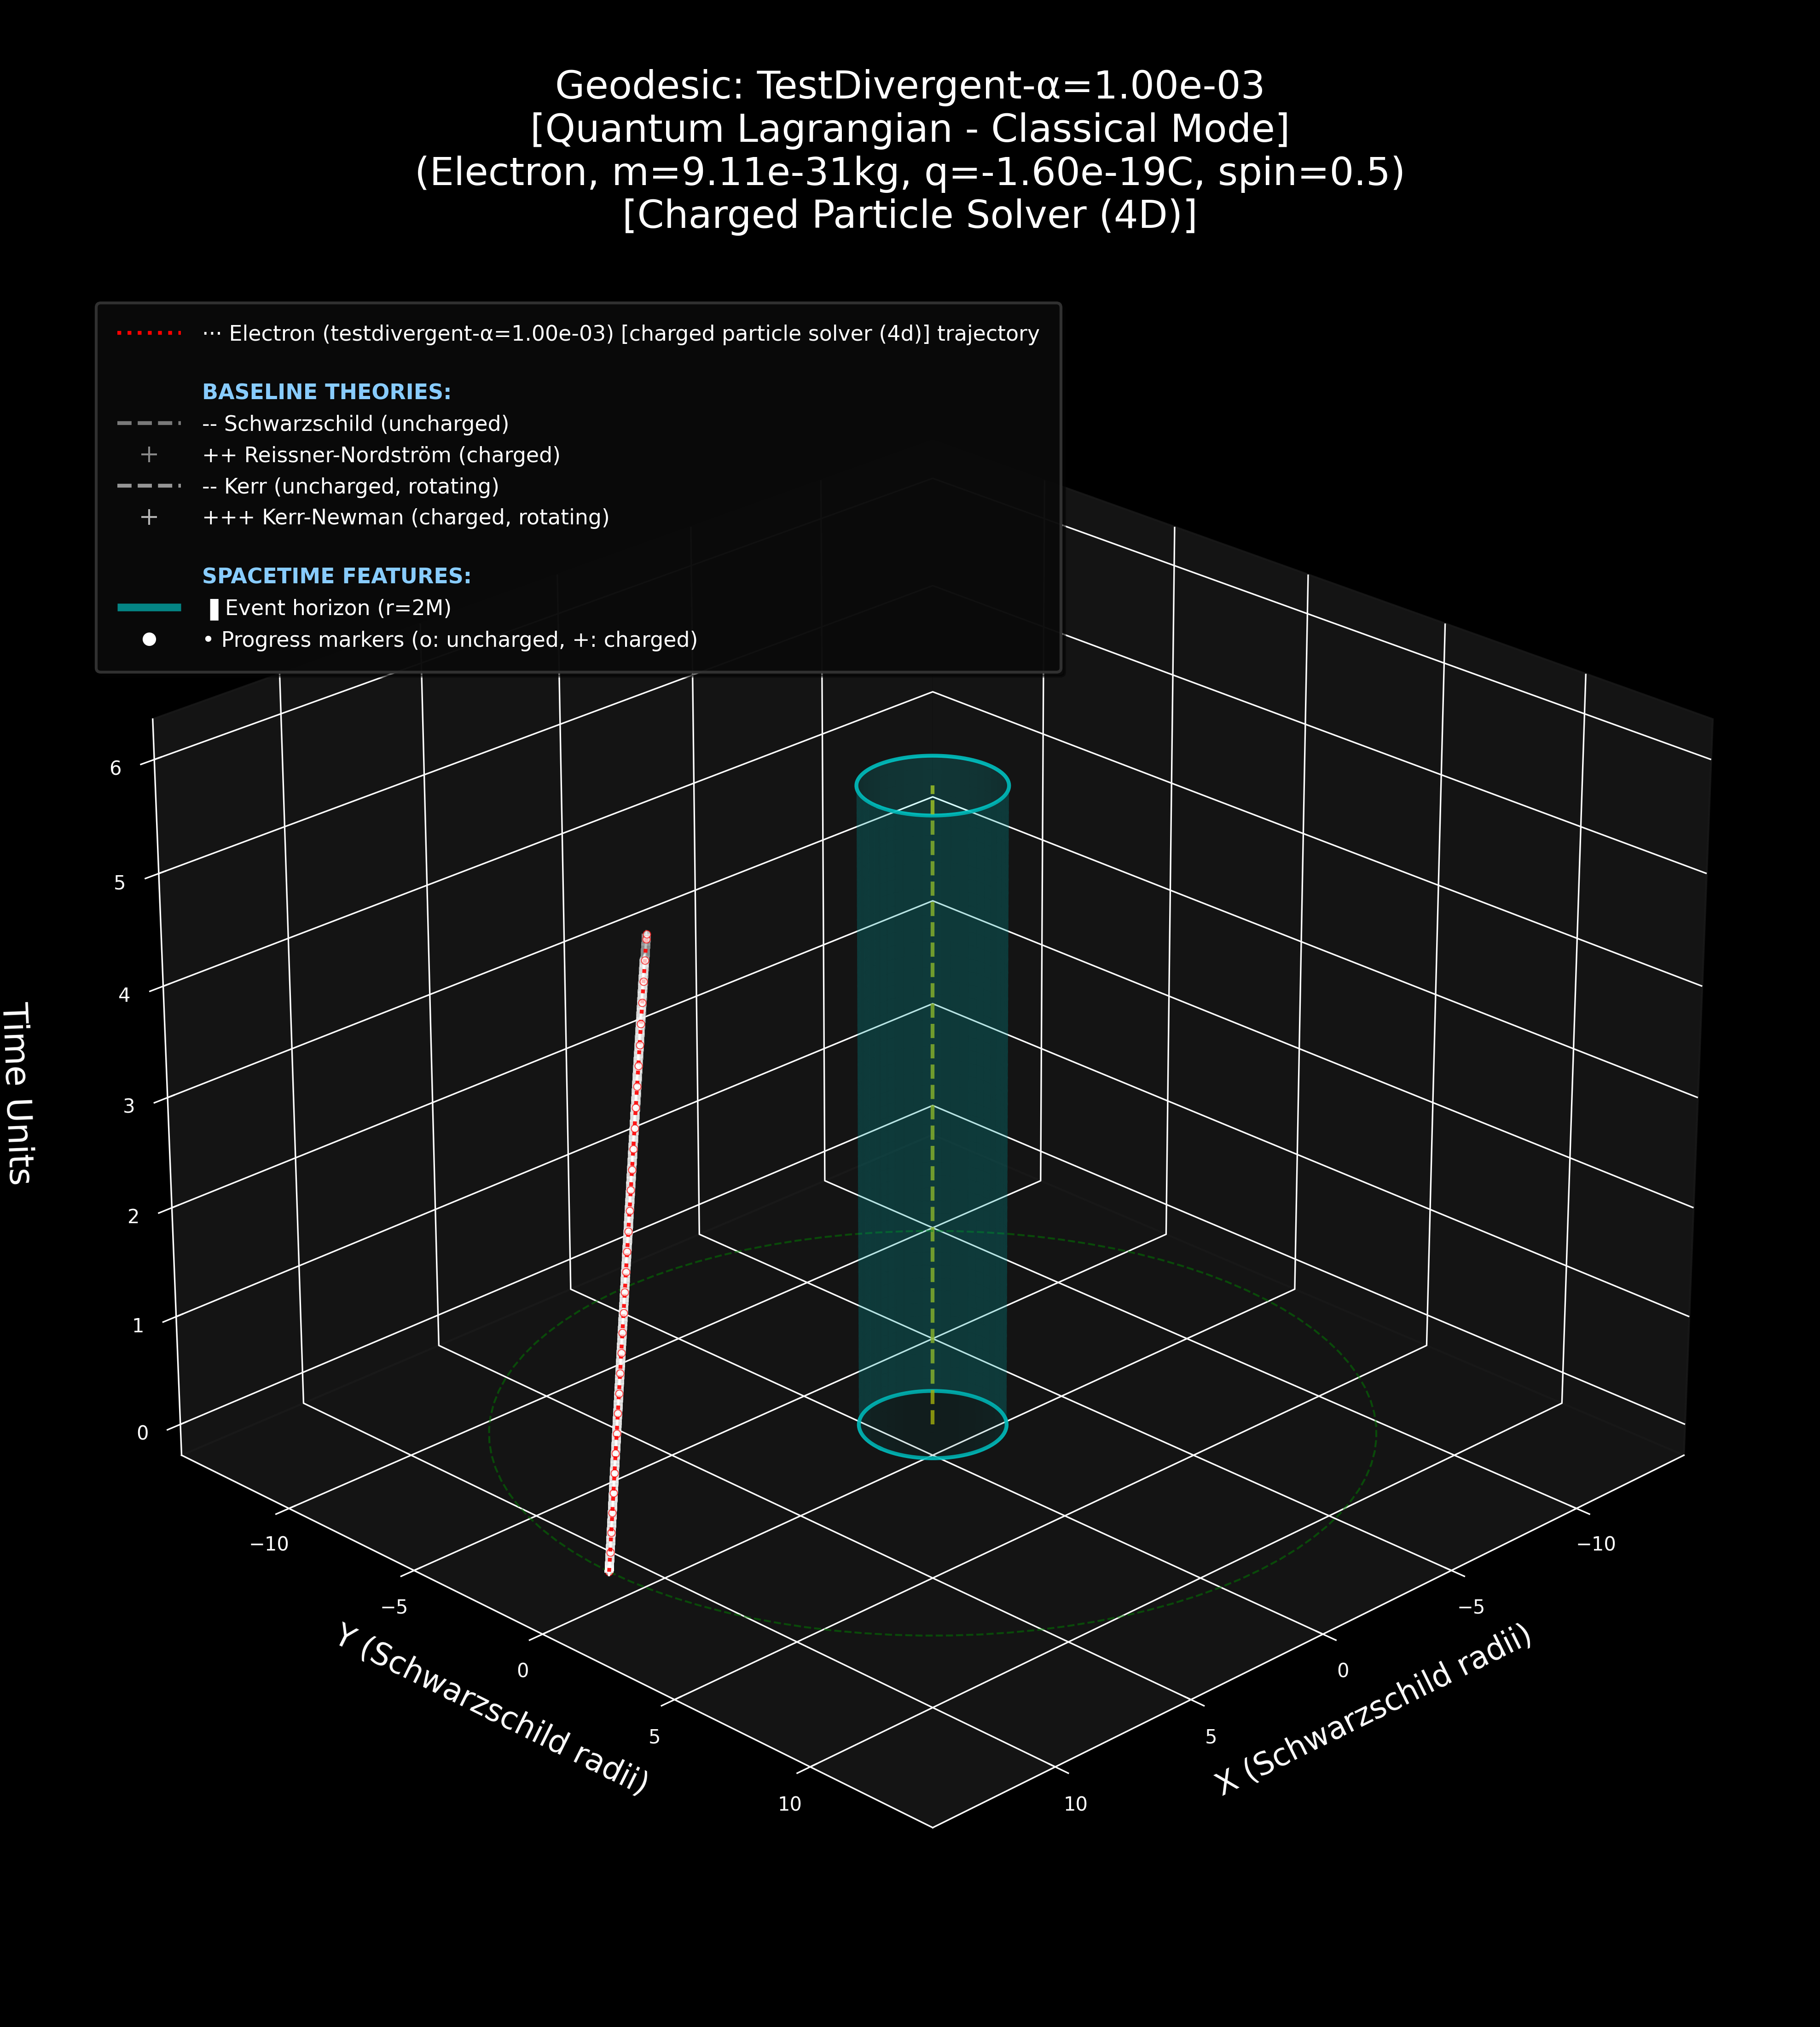 Geodesic: TestDivergent-α=1.00e-03
[Quantum Lagrangian - Classical Mode]
(Electron, m=9.11e-31kg, q=-1.60e-19C, spin=0.5)
[Charged Particle Solver (4D)]
··· Electron (testdivergent-α=1.00e-03) [charged particle solver (4d)] trajectory
BASELINE THEORIES:
-- Schwarzschild (uncharged)
++ Reissner-Nordström (charged)
-- Kerr (uncharged, rotating)
+++ Kerr-Newman (charged, rotating)
SPACETIME FEATURES:
▐ Event horizon (r=2M)
• Progress markers (o: uncharged, +: charged)
6
5
4
3
2
1
0
Time Units
−10
−5
0
5
10
Y (Schwarzschild radii)
−10
−5
0
5
10
X (Schwarzschild radii)